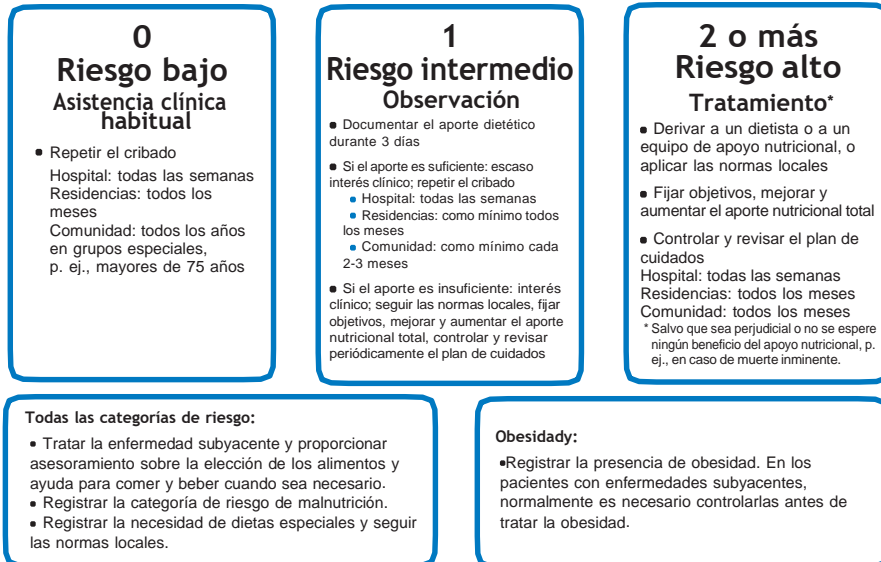 0
Riesgo bajo
Asistencia clínica
habitual
• Repetir el cribado
Hospital: todas las semanas
Residencias: todos los
meses
Comunidad: todos los años
en grupos especiales,
p. ej., mayores de 75 años
1
Riesgo intermedio
Observación
• Documentar el aporte dietético
durante 3 días
• Si el aporte es suficiente: escaso
interés clínico; repetir el cribado
• Hospital: todas las semanas
• Residencias: como mínimo todos
los meses
• Comunidad: como mínimo cada
2-3 meses
• Si el aporte es insuficiente: interés
clínico; seguir las normas locales, fijar
objetivos, mejorar y aumentar el aporte
nutricional total, controlar y revisar
periódicamente el plan de cuidados
2 o más
Riesgo alto
Tratamiento*
• Derivar a un dietista o a un
equipo de apoyo nutricional, o
aplicar las normas locales
• Fijar objetivos, mejorar y
aumentar el aporte nutricional total
• Controlar y revisar el plan de
cuidados
Hospital: todas las semanas
Residencias: todos los meses
Comunidad: todos los meses
* Salvo que sea perjudicial o no se espere
ningún beneficio del apoyo nutricional, p.
ej., en caso de muerte inminente.
Todas las categorías de riesgo:
• Tratar la enfermedad subyacente y proporcionar
asesoramiento sobre la elección de los alimentos y
ayuda para comer y beber cuando sea necesario.
• Registrar la categoría de riesgo de malnutrición.
• Registrar la necesidad de dietas especiales y seguir
las normas locales.
Obesidady:
•Registrar la presencia de obesidad. En los
pacientes con enfermedades subyacentes,
normalmente es necesario controlarlas antes de
tratar la obesidad.